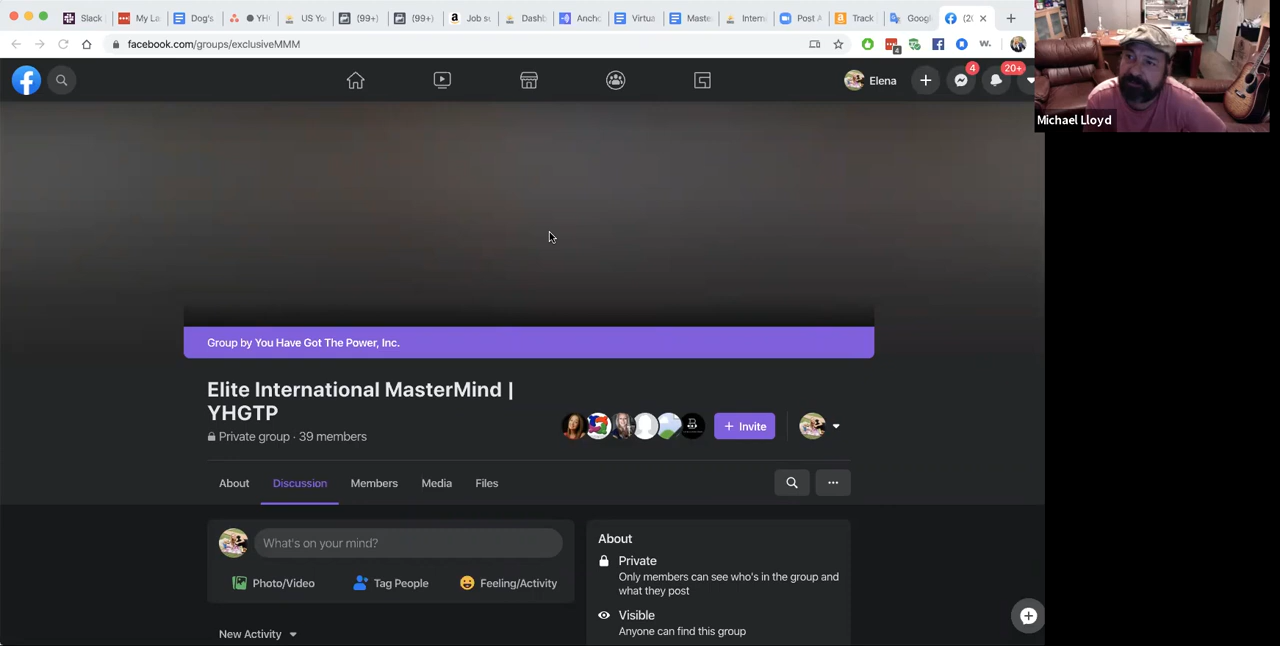 Slack
My La
Dog's
YH
US Yo
(99+)
(99+)
Job s
Dashb
Ancho
Virtua
Maste
Intern
Post A
Track
Googl
(20
facebook.com/groups/exclusiveMMM
4
W.
Elena
4
20+
Michael Lloyd
Group by You Have Got The Power, Inc.
Elite International MasterMind |
YHGTP
Private group · 39 members
+ Invite
About
Discussion
Members
Media
Files
What's on your mind?
Photo/Video
Tag People
Feeling/Activity
New Activity
About
Private
Only members can see who's in the group and
what they post
Visible
Anyone can find this group